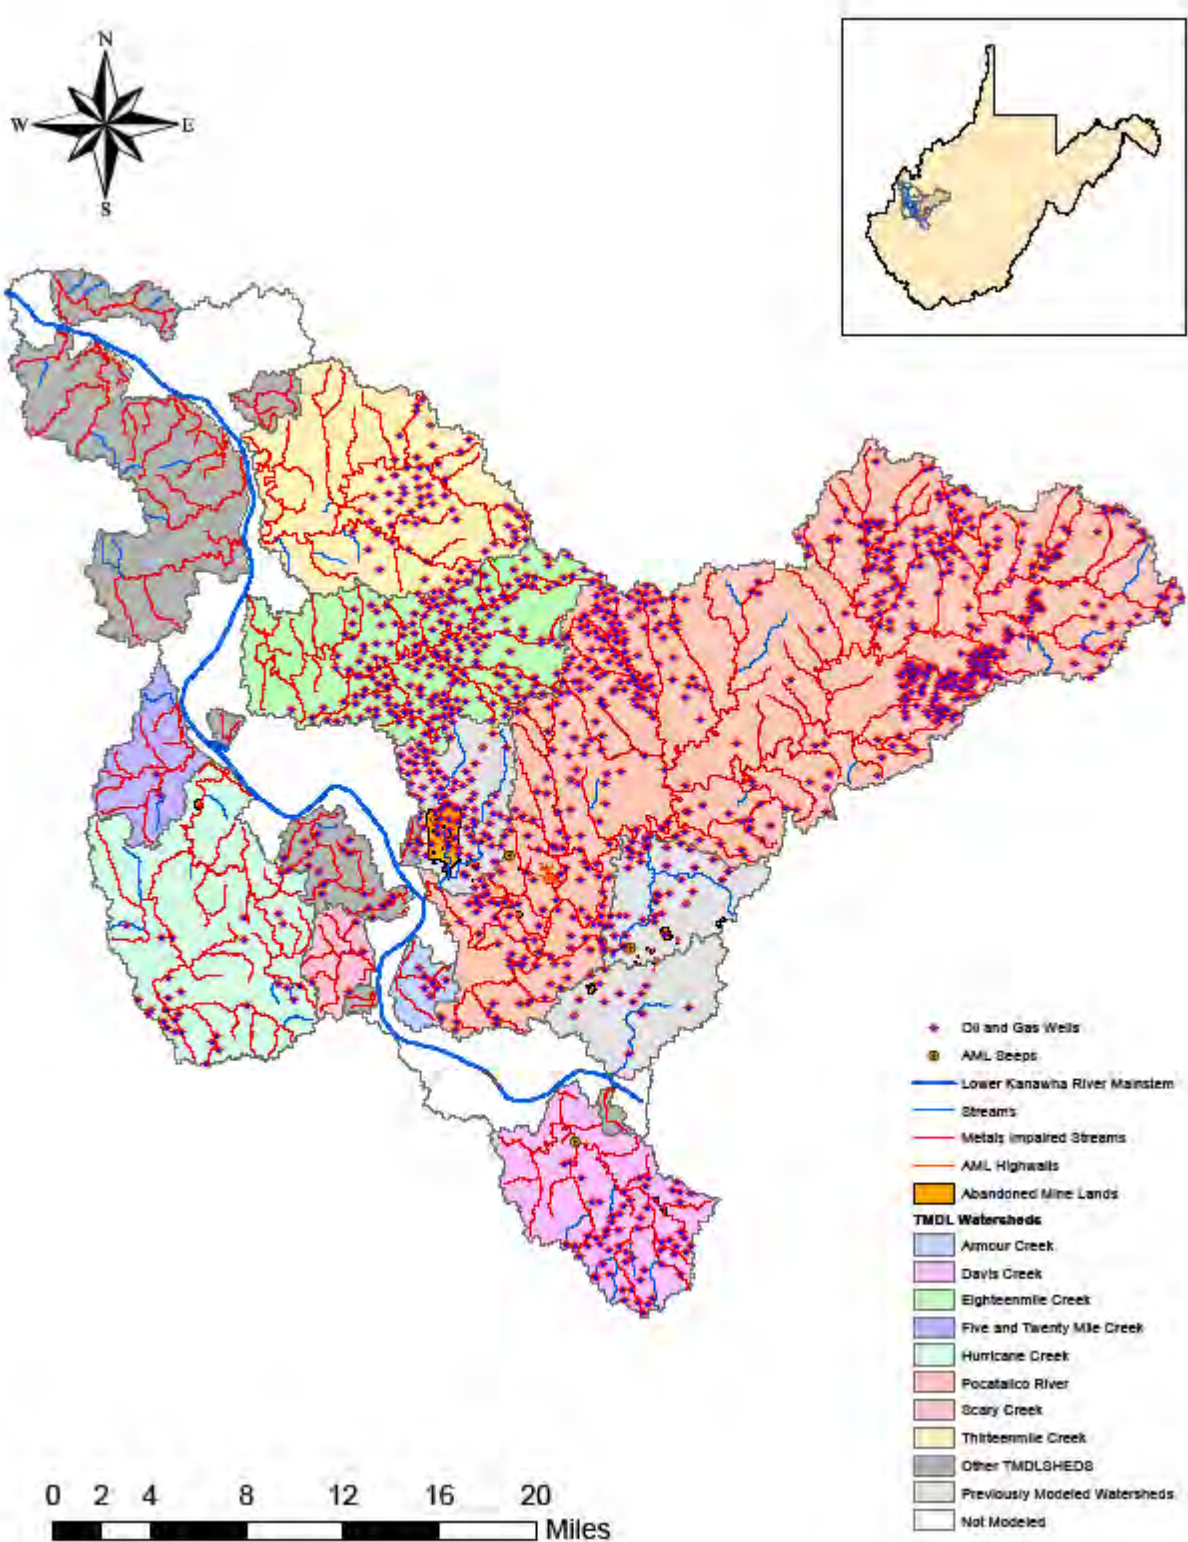 N
W E
S
Oil and Gas Wells
AML Seeps
Lower Kanawha River Mainstem
Streams
Metals Impaired Streams
AML Highwalls
Abandoned Mine Lands
TMDL Watersheds
Armour Creek
Davis Creek
Eighteenmile Creek
Five and Twenty Mile Creek
Hurricane Creek
Pocatalico River
Scary Creek
Thirteenmile Creek
Other TMDLSHEDS
Previously Modeled Watersheds
Not Modeled
0 2 4 8 12 16 20
Miles